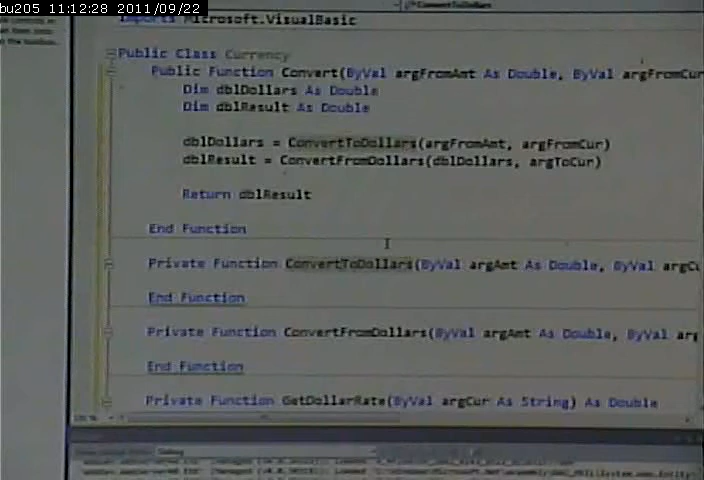 bu205 11:12:28 2011/09/22
ConvertToDollars
Imports Microsoft.VisualBasic
Public Class Currency
Public Function Convert(ByVal argFromAmt As Double, ByVal argFromCur
Dim dblDollars As Double
Dim dblResult As Double
dblDollars = ConvertToDollars(argFromAmt, argFromCur)
dblResult = ConvertFromDollars(dblDollars, argToCur)
Return dblResult
End Function
Private Function ConvertToDollars(ByVal argAmt As Double, ByVal argCu
End Function
Private Function ConvertFromDollars(ByVal argAmt As Double, ByVal arg
End Function
Private Function GetDollarRate(ByVal argCur As String) As Double